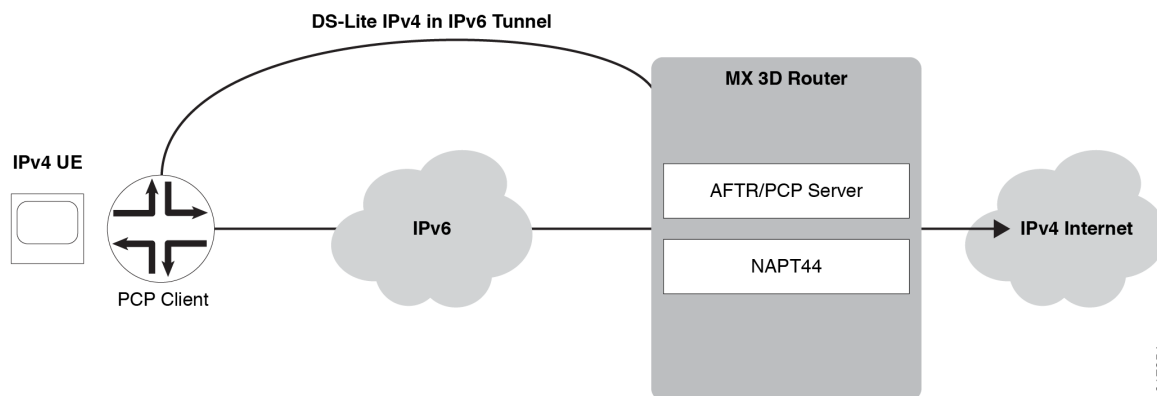 DS-Lite IPv4 in IPv6 Tunnel
MX 3D Router
IPv4 UE
AFTR/PCP Server
IPv6
IPv4 Internet
NAPT44
PCP Client